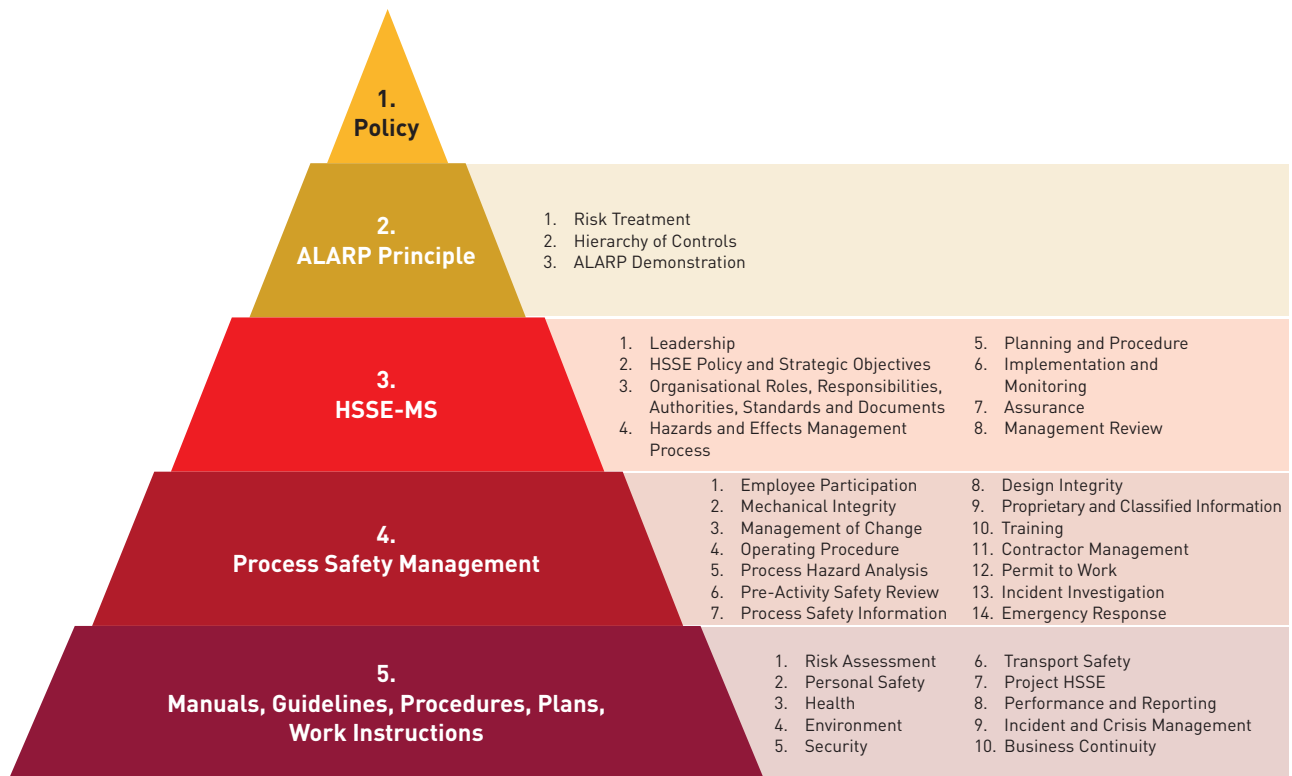 1.
Policy
2.
ALARP Principle
1. Risk Treatment
2. Hierarchy of Controls
3. ALARP Demonstration
3.
HSSE-MS
1. Leadership
2. HSSE Policy and Strategic Objectives
3. Organisational Roles, Responsibilities,
Authorities, Standards and Documents
4. Hazards and Effects Management
Process
5. Planning and Procedure
6. Implementation and
Monitoring
7. Assurance
8. Management Review
4.
Process Safety Management
1. Employee Participation
2. Mechanical Integrity
3. Management of Change
4. Operating Procedure
5. Process Hazard Analysis
6. Pre-Activity Safety Review
7. Process Safety Information
8. Design Integrity
9. Proprietary and Classified Information
10. Training
11. Contractor Management
12. Permit to Work
13. Incident Investigation
14. Emergency Response
5.
Manuals, Guidelines, Procedures, Plans,
Work Instructions
1. Risk Assessment
2. Personal Safety
3. Health
4. Environment
5. Security
6. Transport Safety
7. Project HSSE
8. Performance and Reporting
9. Incident and Crisis Management
10. Business Continuity